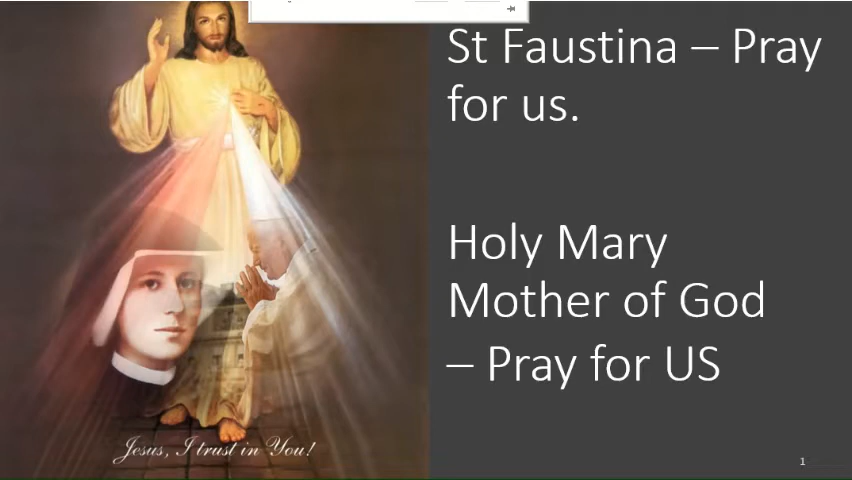 St Faustina – Pray
for us.
Holy Mary
Mother of God
– Pray for US
Jesus, I trust in You!
1